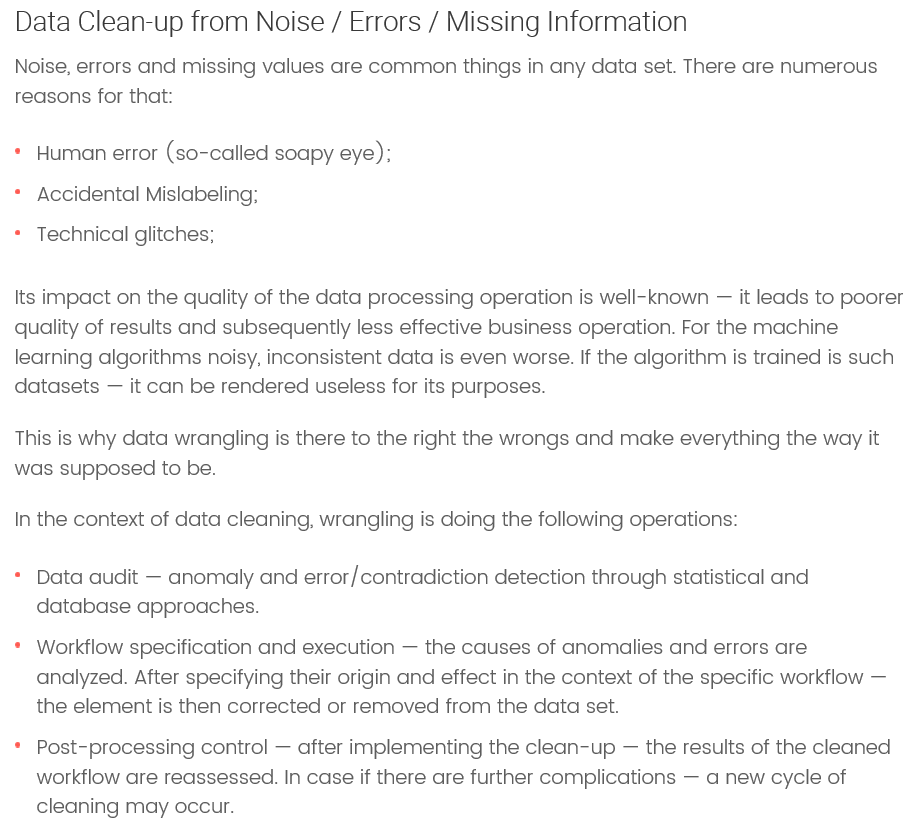 Data Clean-up from Noise / Errors / Missing Information
Noise, errors and missing values are common things in any data set. There are numerous
reasons for that:
• Human error (so-called soapy eye);
• Accidental Mislabeling;
• Technical glitches;
Its impact on the quality of the data processing operation is well-known — it leads to poorer
quality of results and subsequently less effective business operation. For the machine
learning algorithms noisy, inconsistent data is even worse. If the algorithm is trained is such
datasets — it can be rendered useless for its purposes.
This is why data wrangling is there to the right the wrongs and make everything the way it
was supposed to be.
In the context of data cleaning, wrangling is doing the following operations:
• Data audit — anomaly and error/contradiction detection through statistical and
database approaches.
• Workflow specification and execution — the causes of anomalies and errors are
analyzed. After specifying their origin and effect in the context of the specific workflow —
the element is then corrected or removed from the data set.
• Post-processing control — after implementing the clean-up — the results of the cleaned
workflow are reassessed. In case if there are further complications — a new cycle of
cleaning may occur.